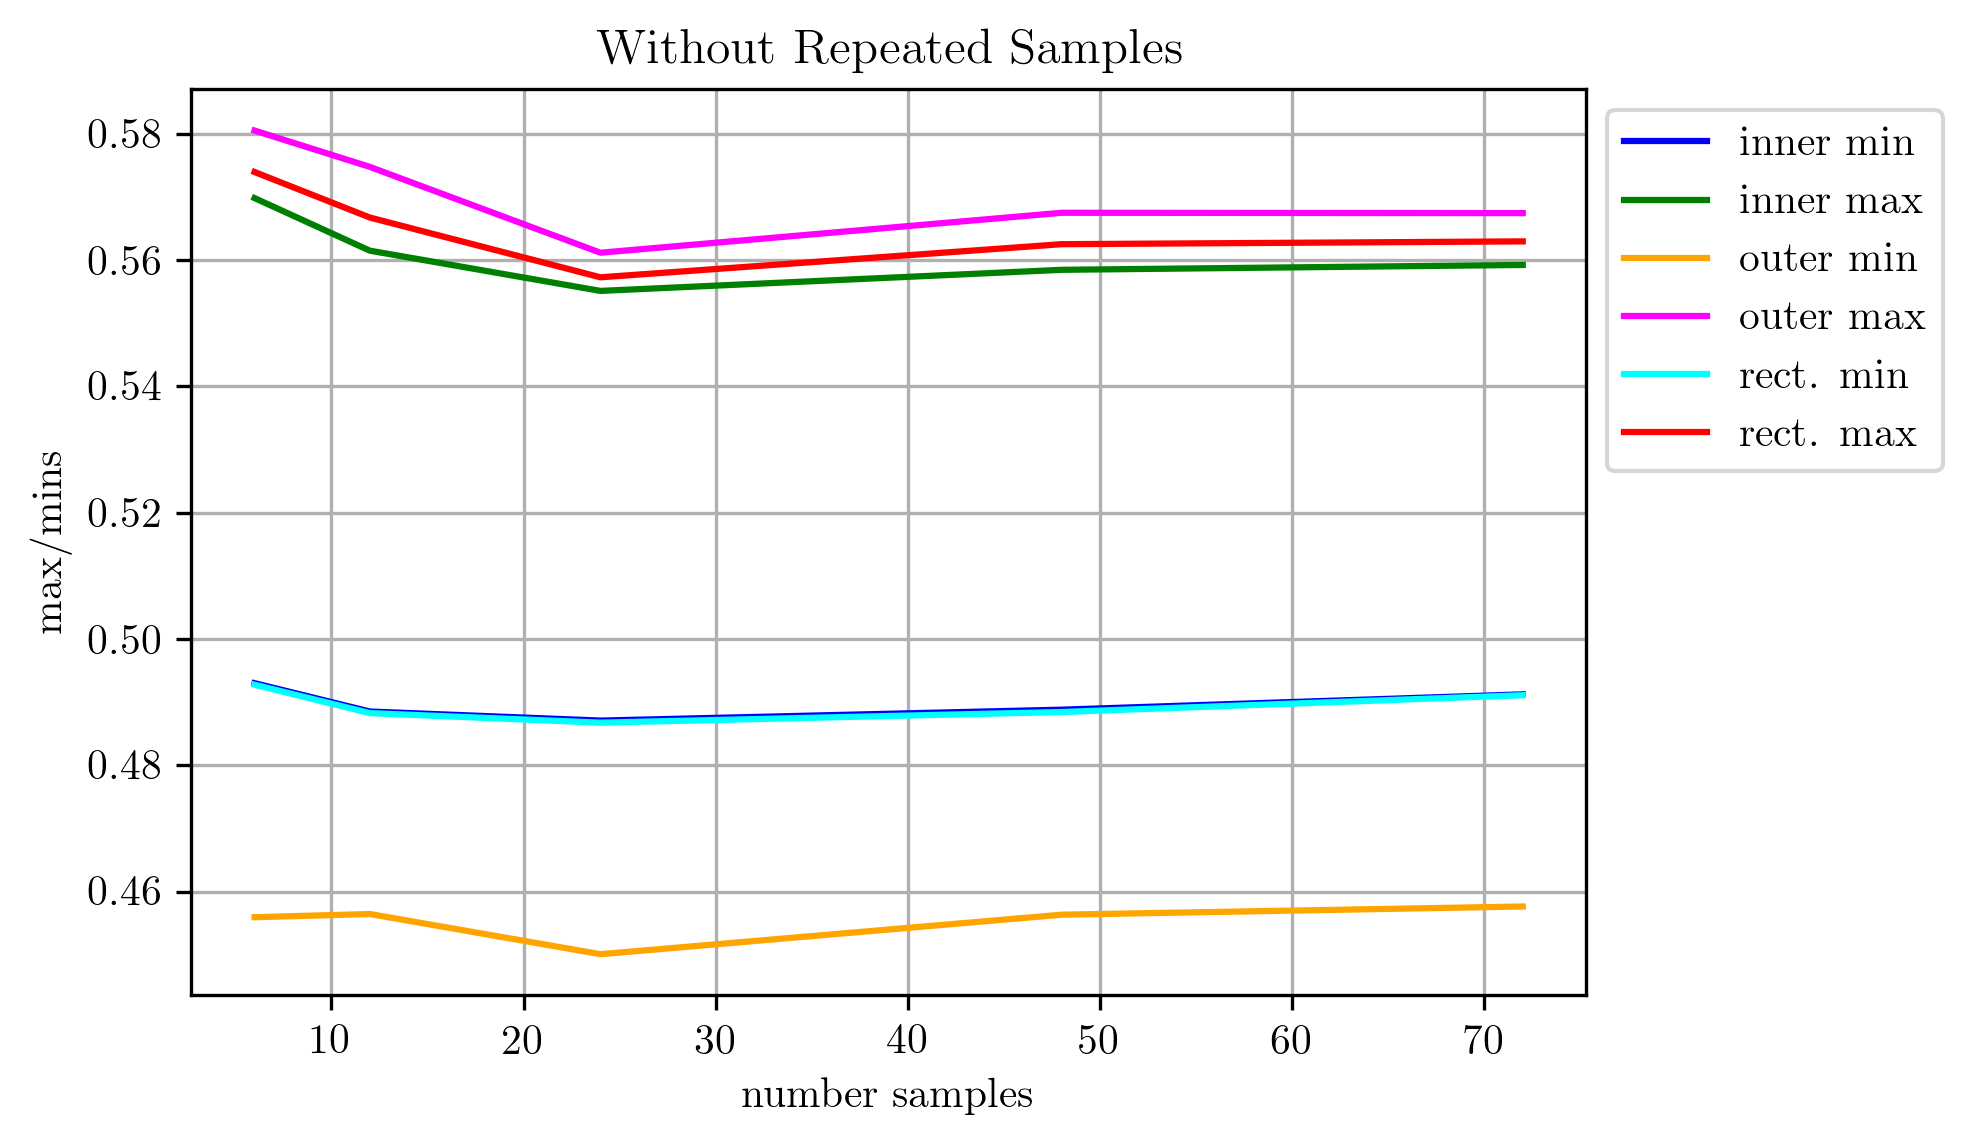 Without Repeated Samples
0.58
0.56
0.54
0.52
0.50
0.48
0.46
max/mins
10 20 30 40 50 60 70
number samples
inner min
inner max
outer min
outer max
rect. min
rect. max